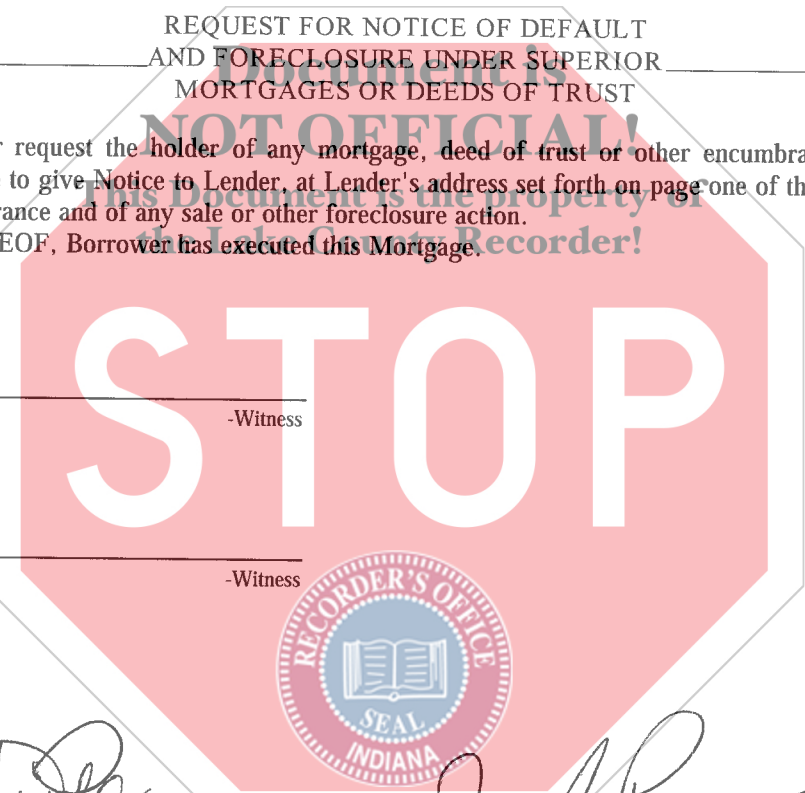 REQUEST FOR NOTICE OF DEFAULT
AND FORECLOSURE UNDER SUPERIOR
MORTGAGES OR DEEDS OF TRUST
Document is
NOT OFFICIAL!
This Document is the property of
the Lake County Recorder!
r request the holder of any mortgage, deed of trust or other encumbra
to give Notice to Lender, at Lender's address set forth on page one of th
rance and of any sale or other foreclosure action.
EOF, Borrower has executed this Mortgage.
STOP
-Witness
-Witness
RECORDER'S OFFICE
SEAL
INDIANA